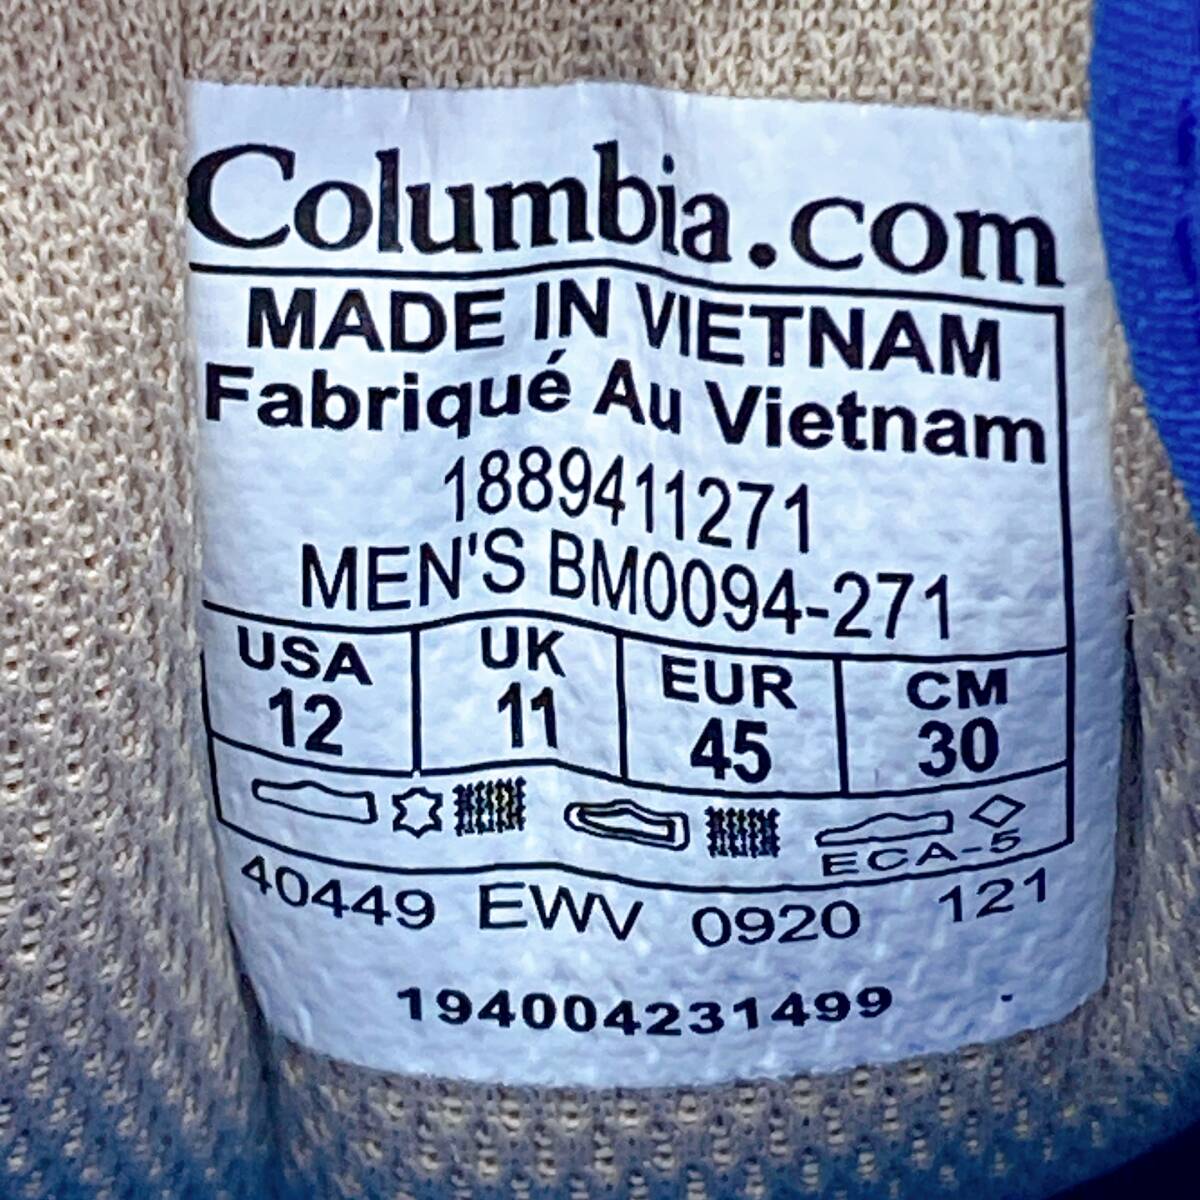 Columbia.com
MADE IN VIETNAM
Fabriqué Au Vietnam
1889411271
MEN'S BM0094-271
USA UK EUR CM
12 11 45 30
ECA-5
40449 EWV 0920 121
194004231499